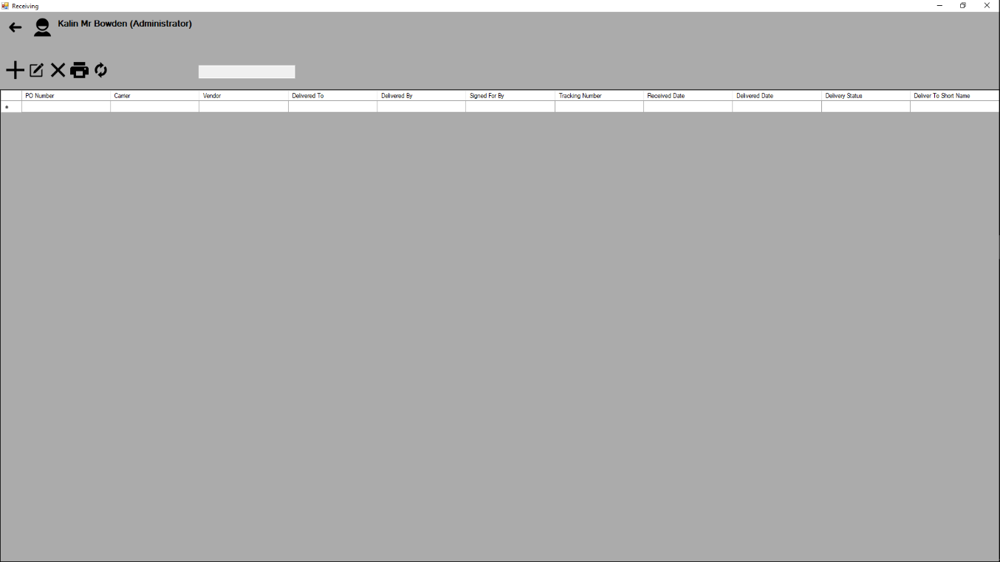 Receiving
Kalin Mr Bowden (Administrator)
PO Number Carrier Vendor Delivered To Delivered By Signed For By Tracking Number Received Date Delivered Date Delivery Status Deliver To Short Name